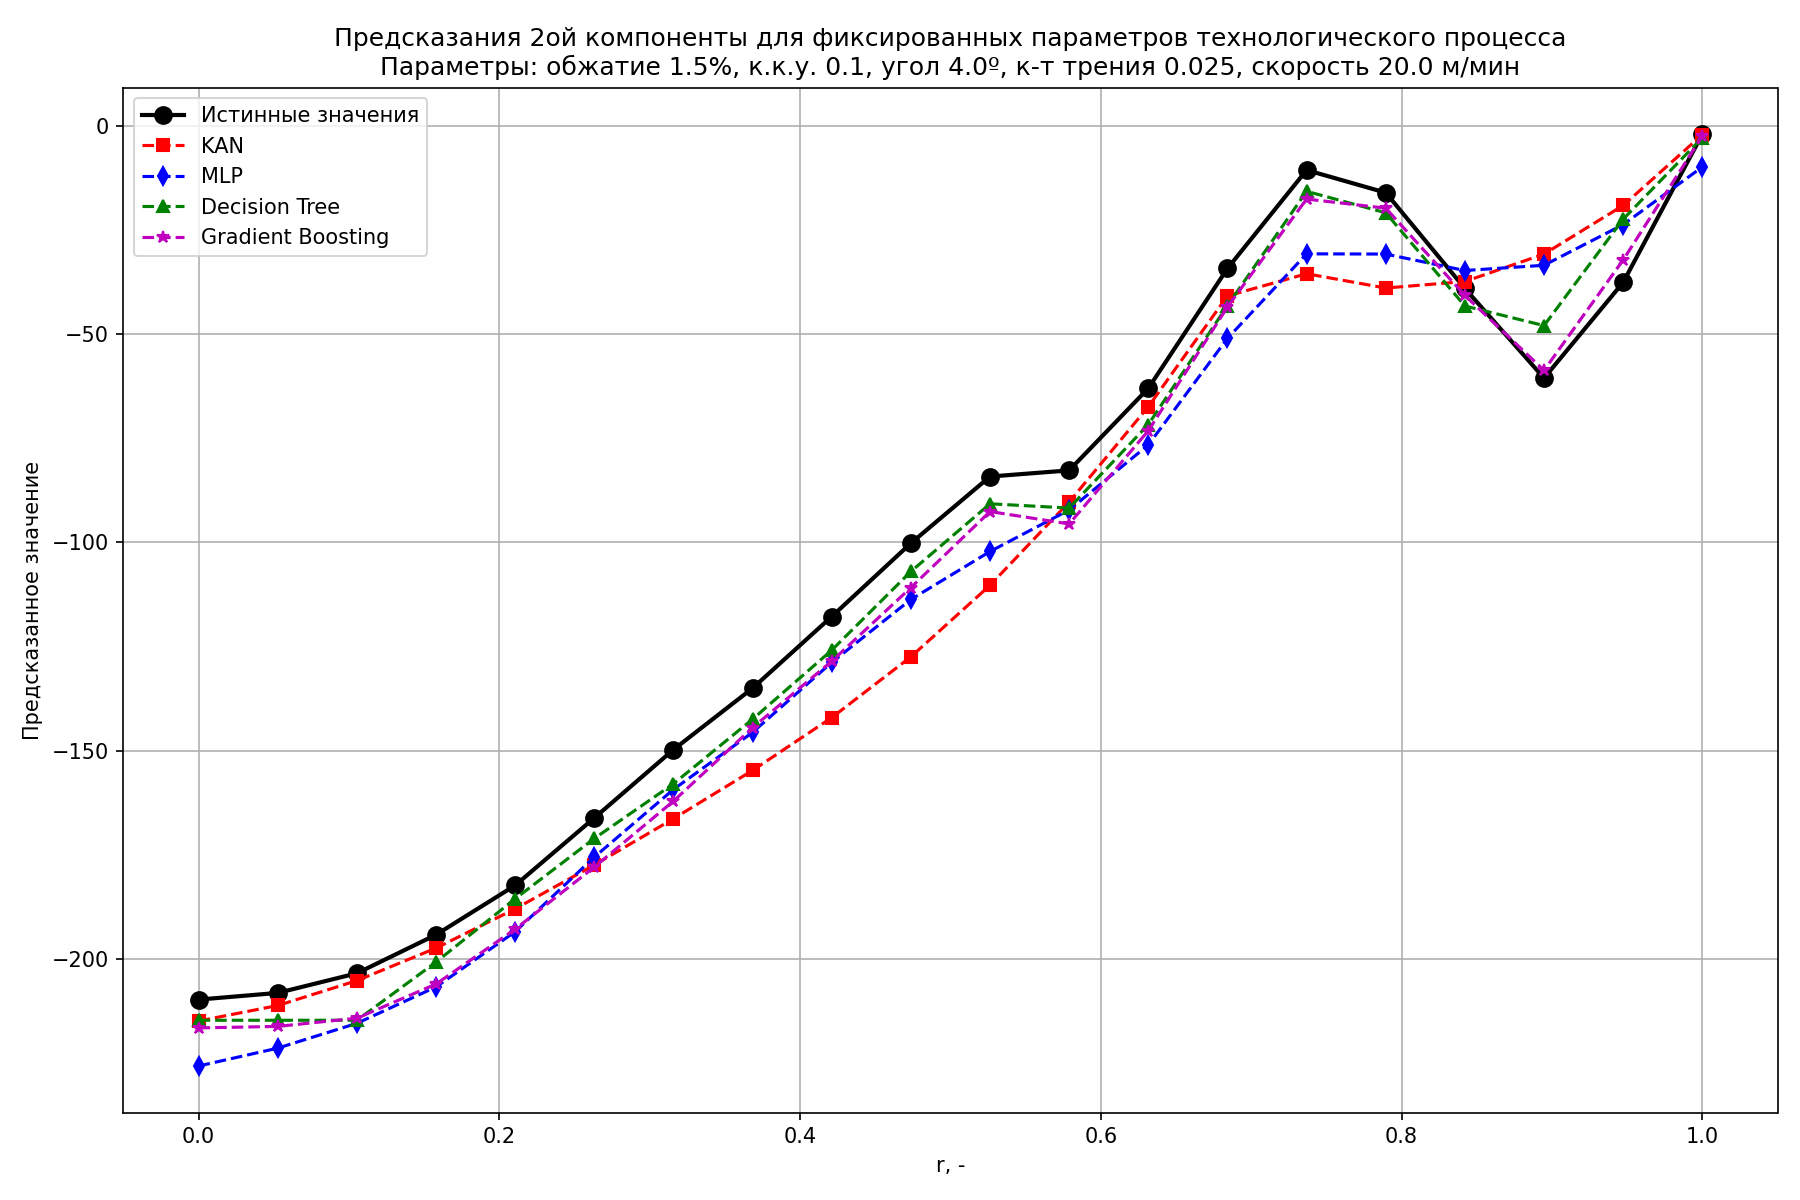 Предсказания 2ой компоненты для фиксированных параметров технологического процесса
Параметры: обжатие 1.5%, к.к.у. 0.1, угол 4.0º, к-т трения 0.025, скорость 20.0 м/мин
Истинные значения
KAN
MLP
Decision Tree
Gradient Boosting
Предсказанное значение
0
−50
−100
−150
−200
0.0 0.2 0.4 0.6 0.8 1.0
r, -